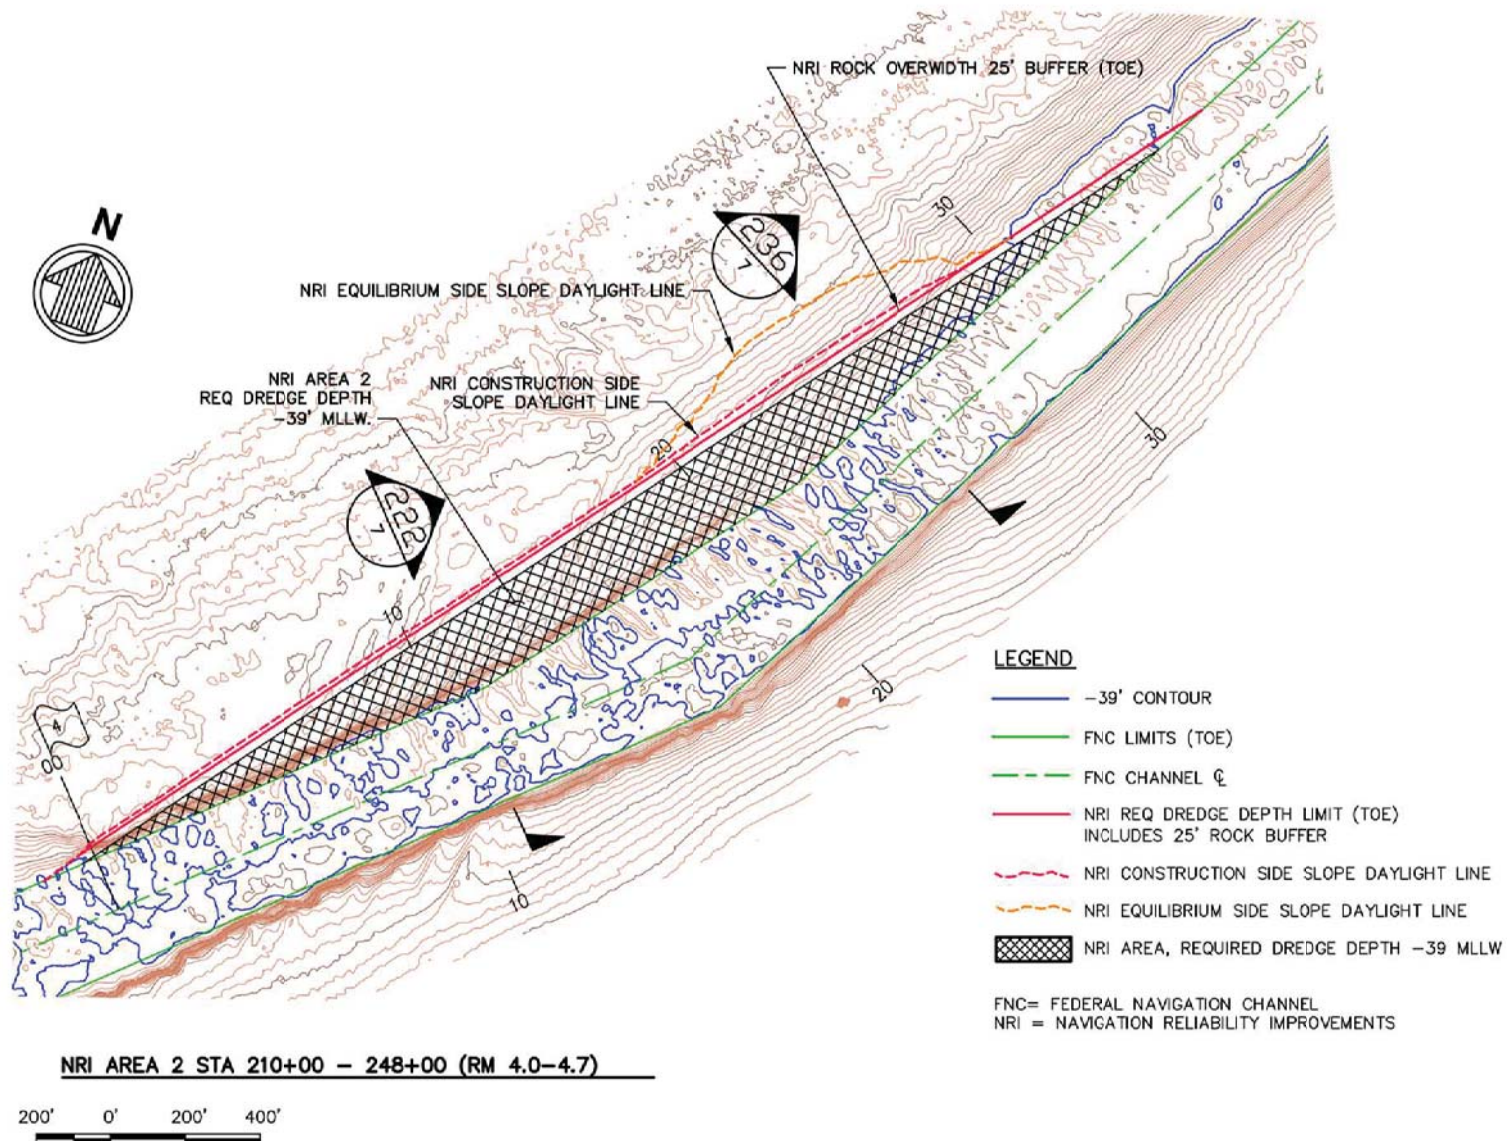 NRI ROCK OVERWIDTH 25' BUFFER (TOE)
N
30
236
7
NRI EQUILIBRIUM SIDE SLOPE DAYLIGHT LINE
NRI AREA 2
REQ DREDGE DEPTH
-39' MLLW.
NRI CONSTRUCTION SIDE
SLOPE DAYLIGHT LINE
20
30
222
7
10
4
00
20
10
LEGEND
-39' CONTOUR
FNC LIMITS (TOE)
FNC CHANNEL ℄
NRI REQ DREDGE DEPTH LIMIT (TOE)
INCLUDES 25' ROCK BUFFER
NRI CONSTRUCTION SIDE SLOPE DAYLIGHT LINE
NRI EQUILIBRIUM SIDE SLOPE DAYLIGHT LINE
NRI AREA, REQUIRED DREDGE DEPTH -39 MLLW
FNC= FEDERAL NAVIGATION CHANNEL
NRI = NAVIGATION RELIABILITY IMPROVEMENTS
NRI AREA 2 STA 210+00 - 248+00 (RM 4.0-4.7)
200' 0' 200' 400'